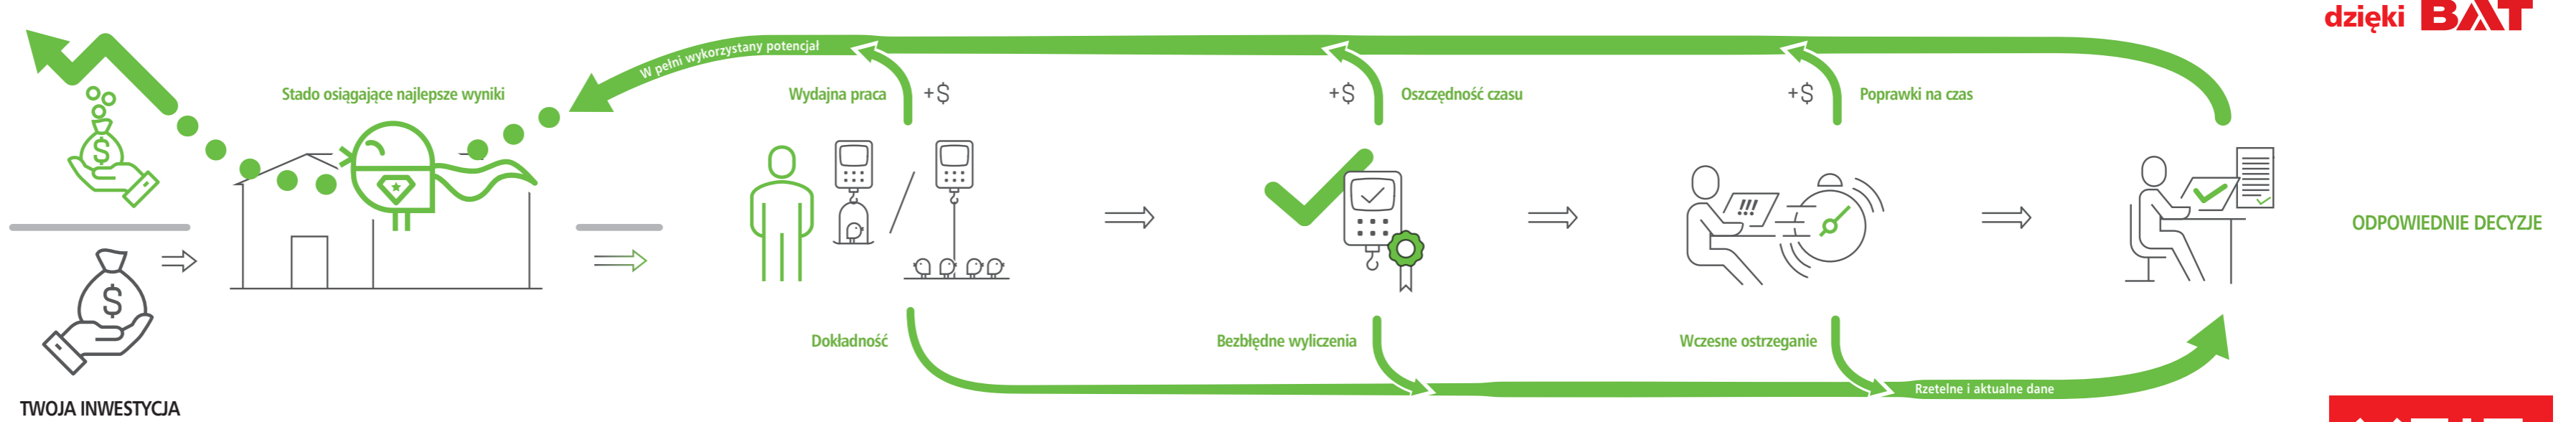 dzięki BAT
W pełni wykorzystany potencjał
Stado osiągające najlepsze wyniki
Wydajna praca
+$
+$
Oszczędność czasu
+$
Poprawki na czas
$
!!!
ODPOWIEDNIE DECYZJE
$
Dokładność
Bezbłędne wyliczenia
Wczesne ostrzeganie
Rzetelne i aktualne dane
TWOJA INWESTYCJA